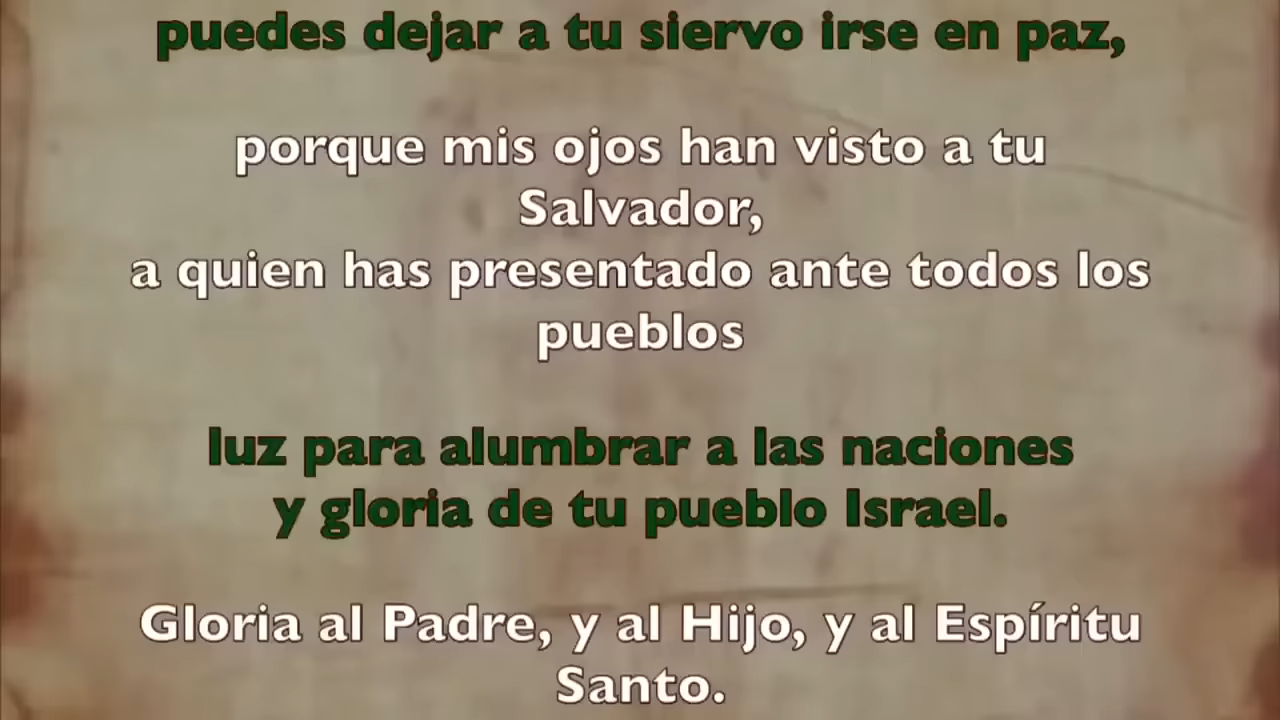 puedes dejar a tu siervo irse en paz,
porque mis ojos han visto a tu
Salvador,
a quien has presentado ante todos los
pueblos
luz para alumbrar a las naciones
y gloria de tu pueblo Israel.
Gloria al Padre, y al Hijo, y al Espíritu
Santo.